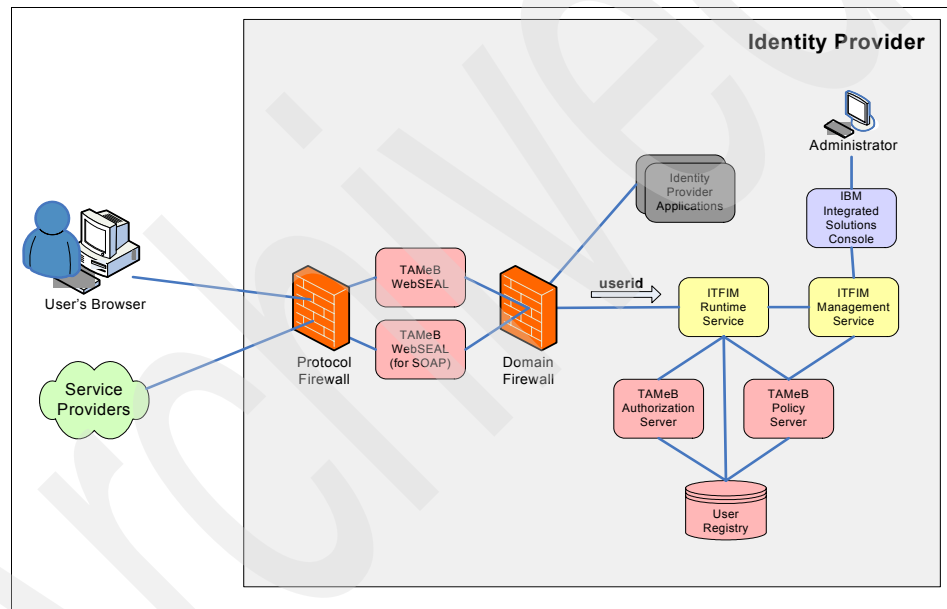 Identity Provider
Administrator
Identity
Provider
Applications
IBM
Integrated
Solutions
Console
User's Browser
TAMeB
WebSEAL
userid
ITFIM
Runtime
Service
ITFIM
Management
Service
TAMeB
WebSEAL
(for SOAP)
Protocol
Firewall
Domain
Firewall
Service
Providers
TAMeB
Authorization
Server
TAMeB
Policy
Server
User
Registry
Archived